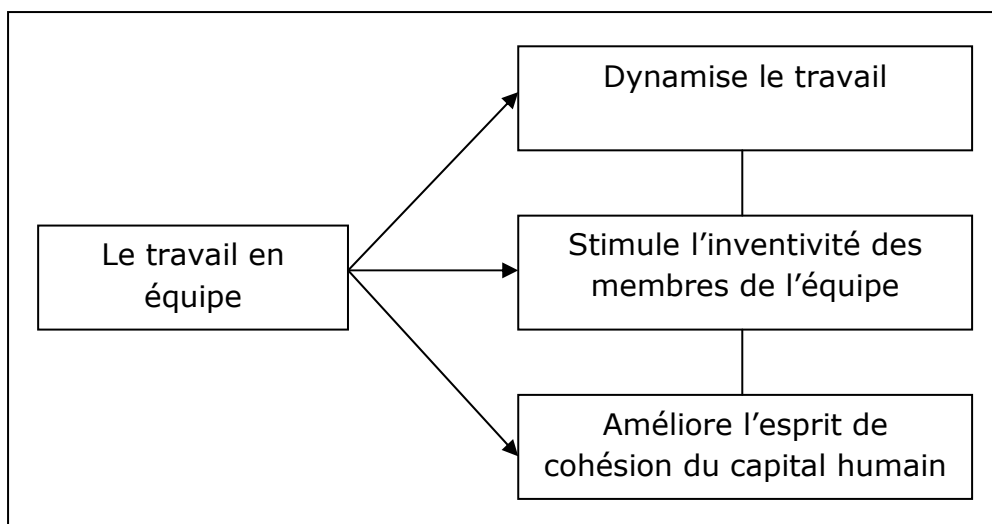 Dynamise le travail
Le travail en
équipe
Stimule l’inventivité des
membres de l’équipe
Améliore l’esprit de
cohésion du capital humain